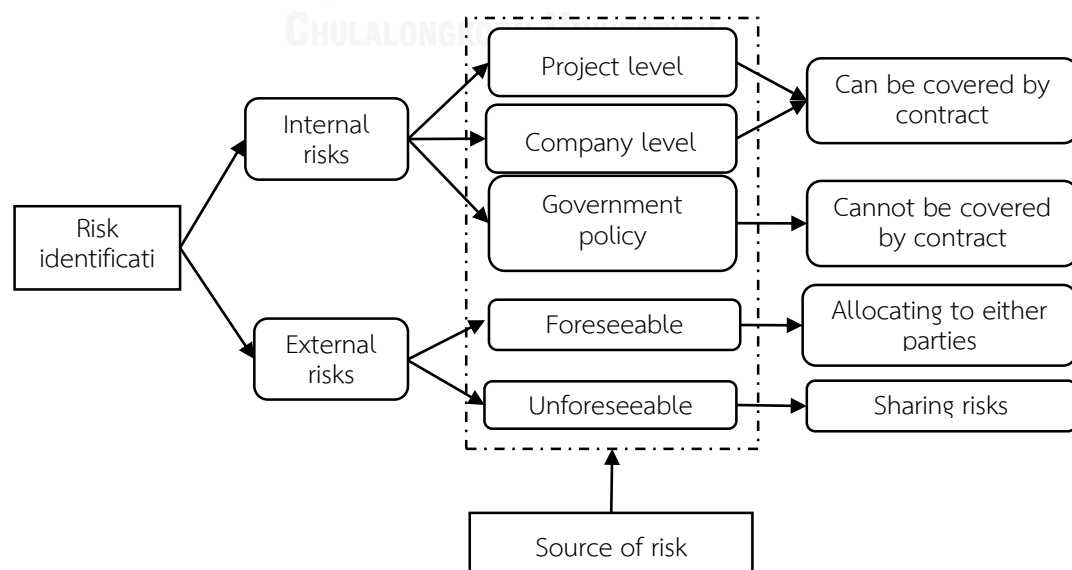 Project level
Can be covered by
contract
Internal
risks
Company level
Government
policy
Cannot be covered
by contract
Risk
identificati
Foreseeable
Allocating to either
parties
External
risks
Unforeseeable
Sharing risks
Source of risk